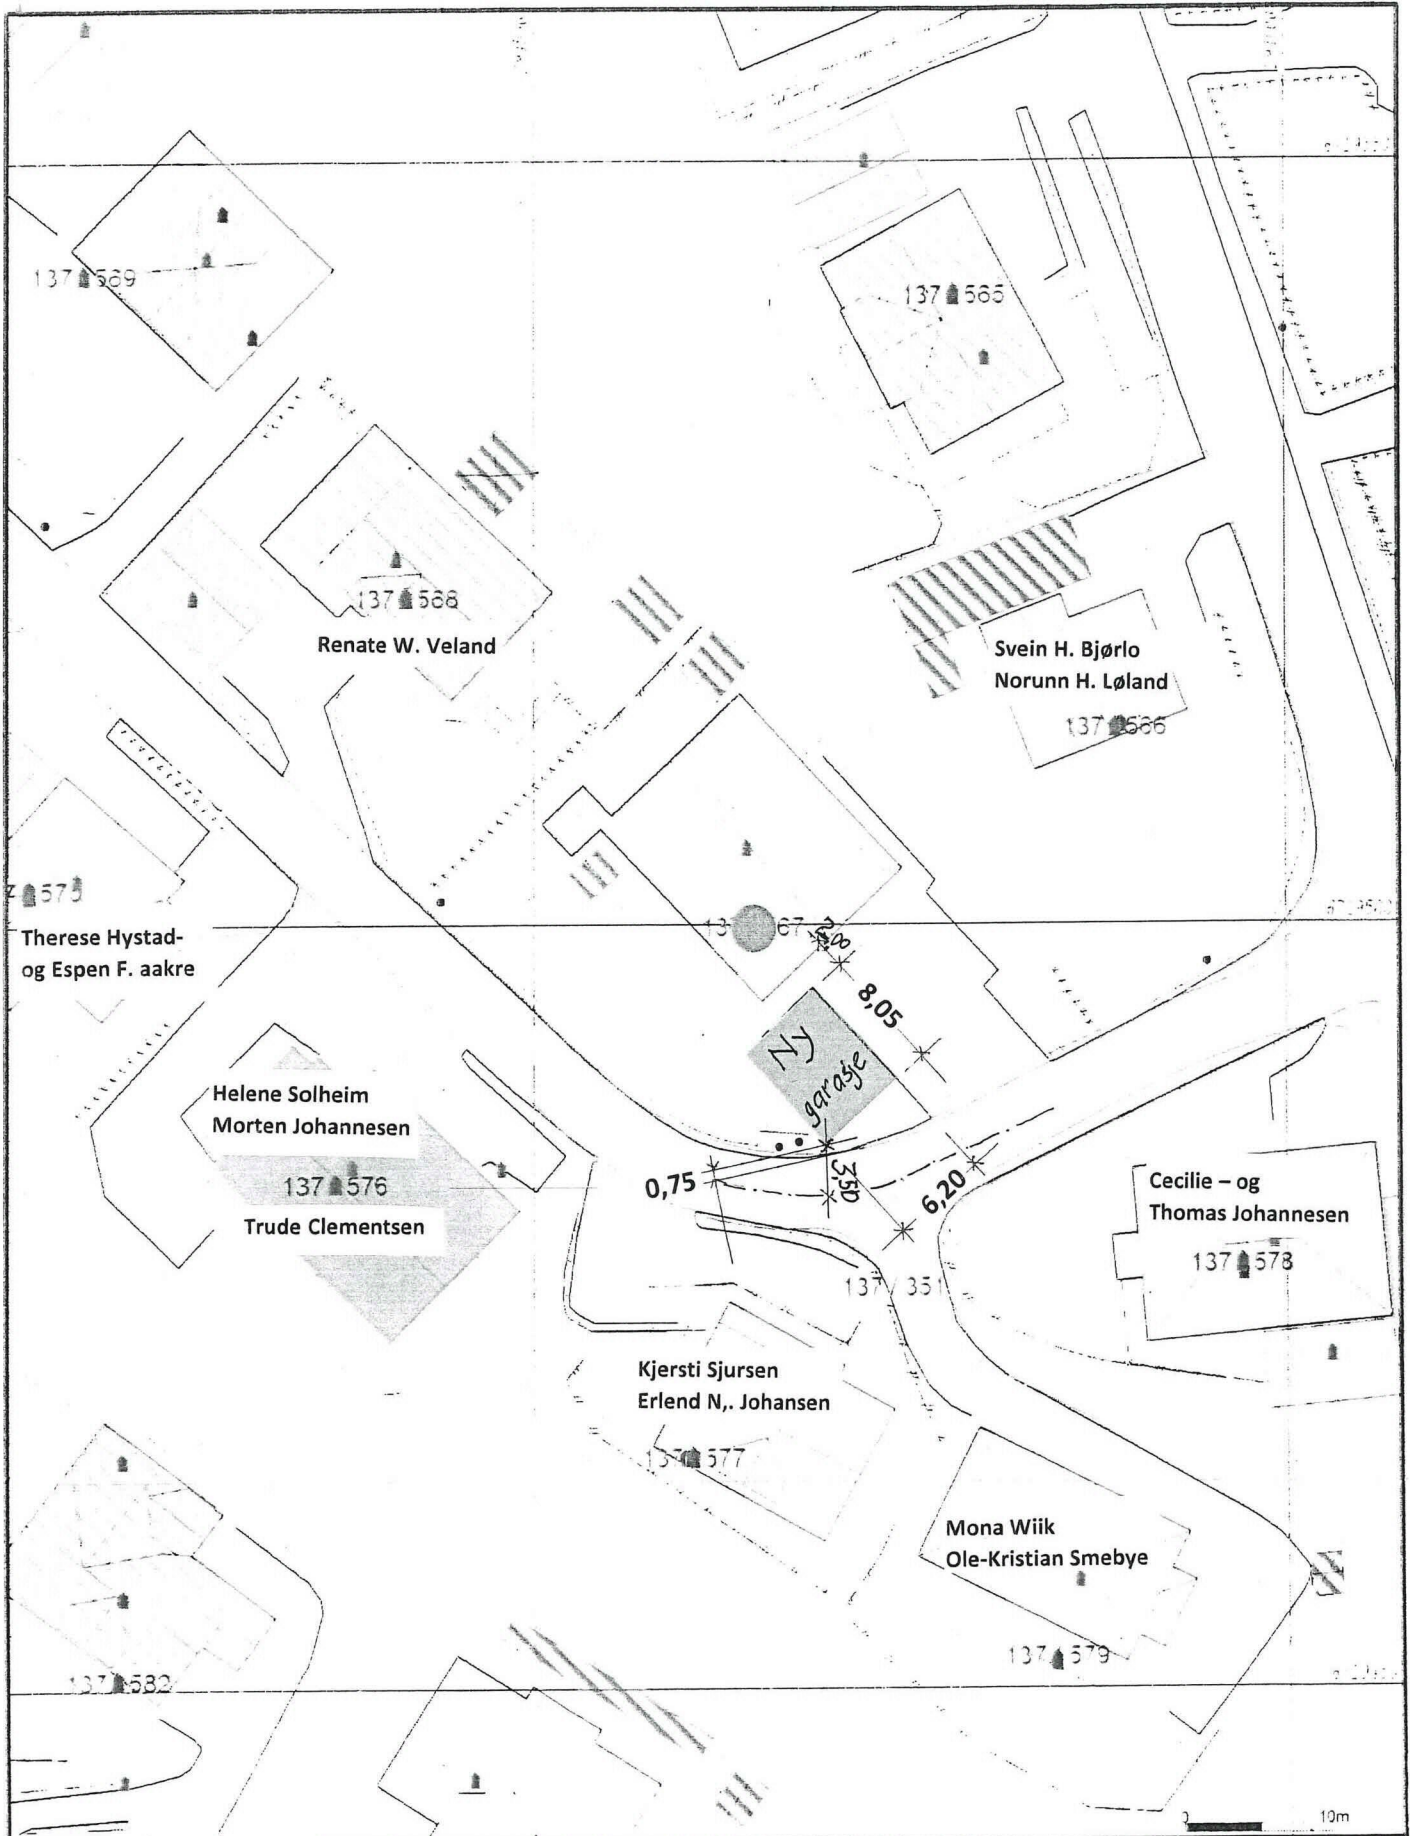 137 569
137 565
137 568
Renate W. Veland
Svein H. Bjørlo
Norunn H. Løland
137 566
575
Therese Hystad-
og Espen F. aakre
8,05
Ny
garasje
Helene Solheim
Morten Johannesen
137 576
Trude Clementsen
0,75
3,50
6,20
Cecilie – og
Thomas Johannesen
137 578
137 / 351
Kjersti Sjursen
Erlend N,. Johansen
137 577
Mona Wiik
Ole-Kristian Smebye
137 579
137 582
0 10m